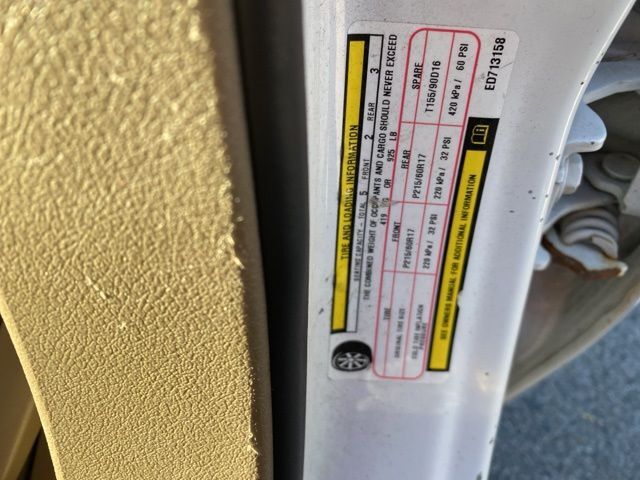 TIRE AND LOADING INFORMATION
SEATING CAPACITY - TOTAL 5 FRONT 2 REAR 3
THE COMBINED WEIGHT OF OCCUPANTS AND CARGO SHOULD NEVER EXCEED
419 KG OR 925 LB
TIRE FRONT REAR SPARE
ORIGINAL TIRE SIZE P215/60R17 P215/60R17 T155/90D16
COLD TIRE INFLATION PRESSURE 220 kPa / 32 PSI 220 kPa / 32 PSI 420 kPa / 60 PSI
SEE OWNERS MANUAL FOR ADDITIONAL INFORMATION
ED713158